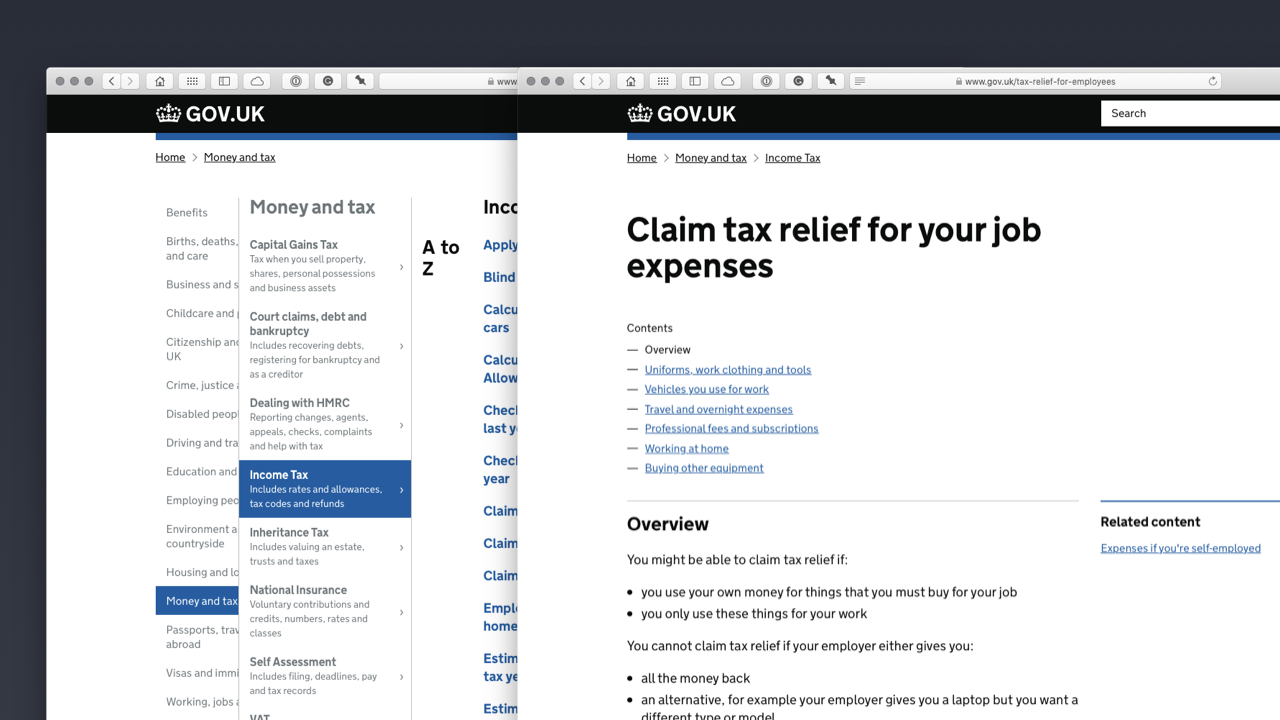 www
GOV.UK
Home > Money and tax
Benefits
Births, deaths,
and care
Business and s
Childcare and
Citizenship and
UK
Crime, justice
Disabled peop
Driving and tra
Education and
Employing peo
Environment a
countryside
Housing and lo
Money and tax
Passports, trav
abroad
Visas and immi
Working, jobs
Money and tax
Capital Gains Tax
Tax when you sell property,
shares, personal possessions
and business assets
Court claims, debt and
bankruptcy
Includes recovering debts,
registering for bankruptcy and
as a creditor
Dealing with HMRC
Reporting changes, agents,
appeals, checks, complaints
and help with tax
Income Tax
Includes rates and allowances,
tax codes and refunds
Inheritance Tax
Includes valuing an estate,
trusts and taxes
National Insurance
Voluntary contributions and
credits, numbers, rates and
classes
Self Assessment
Includes filing, deadlines, pay
and tax records
VAT
A to
Z
Inco
Apply
Blind
Calcu
cars
Calcu
Allow
Check
last y
Check
year
Claim
Claim
Claim
Empl
home
Estim
tax ye
Estim
www.gov.uk/tax-relief-for-employees
GOV.UK
Search
Home > Money and tax > Income Tax
Claim tax relief for your job
expenses
Contents
— Overview
— Uniforms, work clothing and tools
— Vehicles you use for work
— Travel and overnight expenses
— Professional fees and subscriptions
— Working at home
— Buying other equipment
Overview
You might be able to claim tax relief if:
• you use your own money for things that you must buy for your job
• you only use these things for your work
You cannot claim tax relief if your employer either gives you:
• all the money back
• an alternative, for example your employer gives you a laptop but you want a
different type or model
Related content
Expenses if you're self-employed